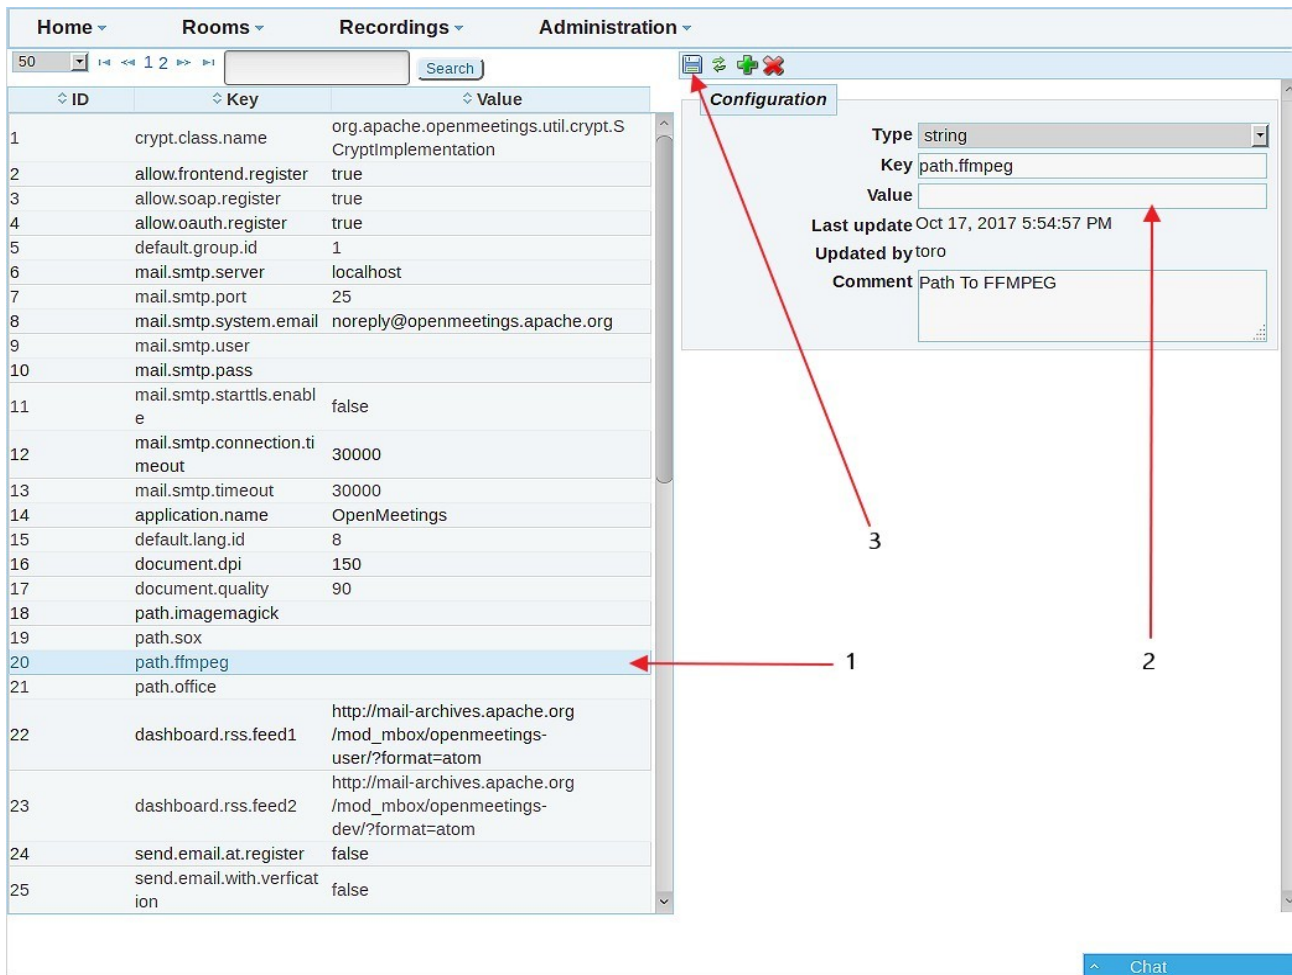 Home Rooms Recordings Administration
50 1 2 Search
ID Key Value
1 crypt.class.name org.apache.openmeetings.util.crypt.S
CryptImplementation
2 allow.frontend.register true
3 allow.soap.register true
4 allow.oauth.register true
5 default.group.id 1
6 mail.smtp.server localhost
7 mail.smtp.port 25
8 mail.smtp.system.email noreply@openmeetings.apache.org
9 mail.smtp.user
10 mail.smtp.pass
11 mail.smtp.starttls.enabl
e false
12 mail.smtp.connection.ti
meout 30000
13 mail.smtp.timeout 30000
14 application.name OpenMeetings
15 default.lang.id 8
16 document.dpi 150
17 document.quality 90
18 path.imagemagick
19 path.sox
20 path.ffmpeg
21 path.office
22 dashboard.rss.feed1 http://mail-archives.apache.org
/mod_mbox/openmeetings-
user/?format=atom
23 dashboard.rss.feed2 http://mail-archives.apache.org
/mod_mbox/openmeetings-
dev/?format=atom
24 send.email.at.register false
25 send.email.with.verficat
ion false
Configuration
Type string
Key path.ffmpeg
Value
Last update Oct 17, 2017 5:54:57 PM
Updated by toro
Comment Path To FFMPEG
3
1
2
Chat